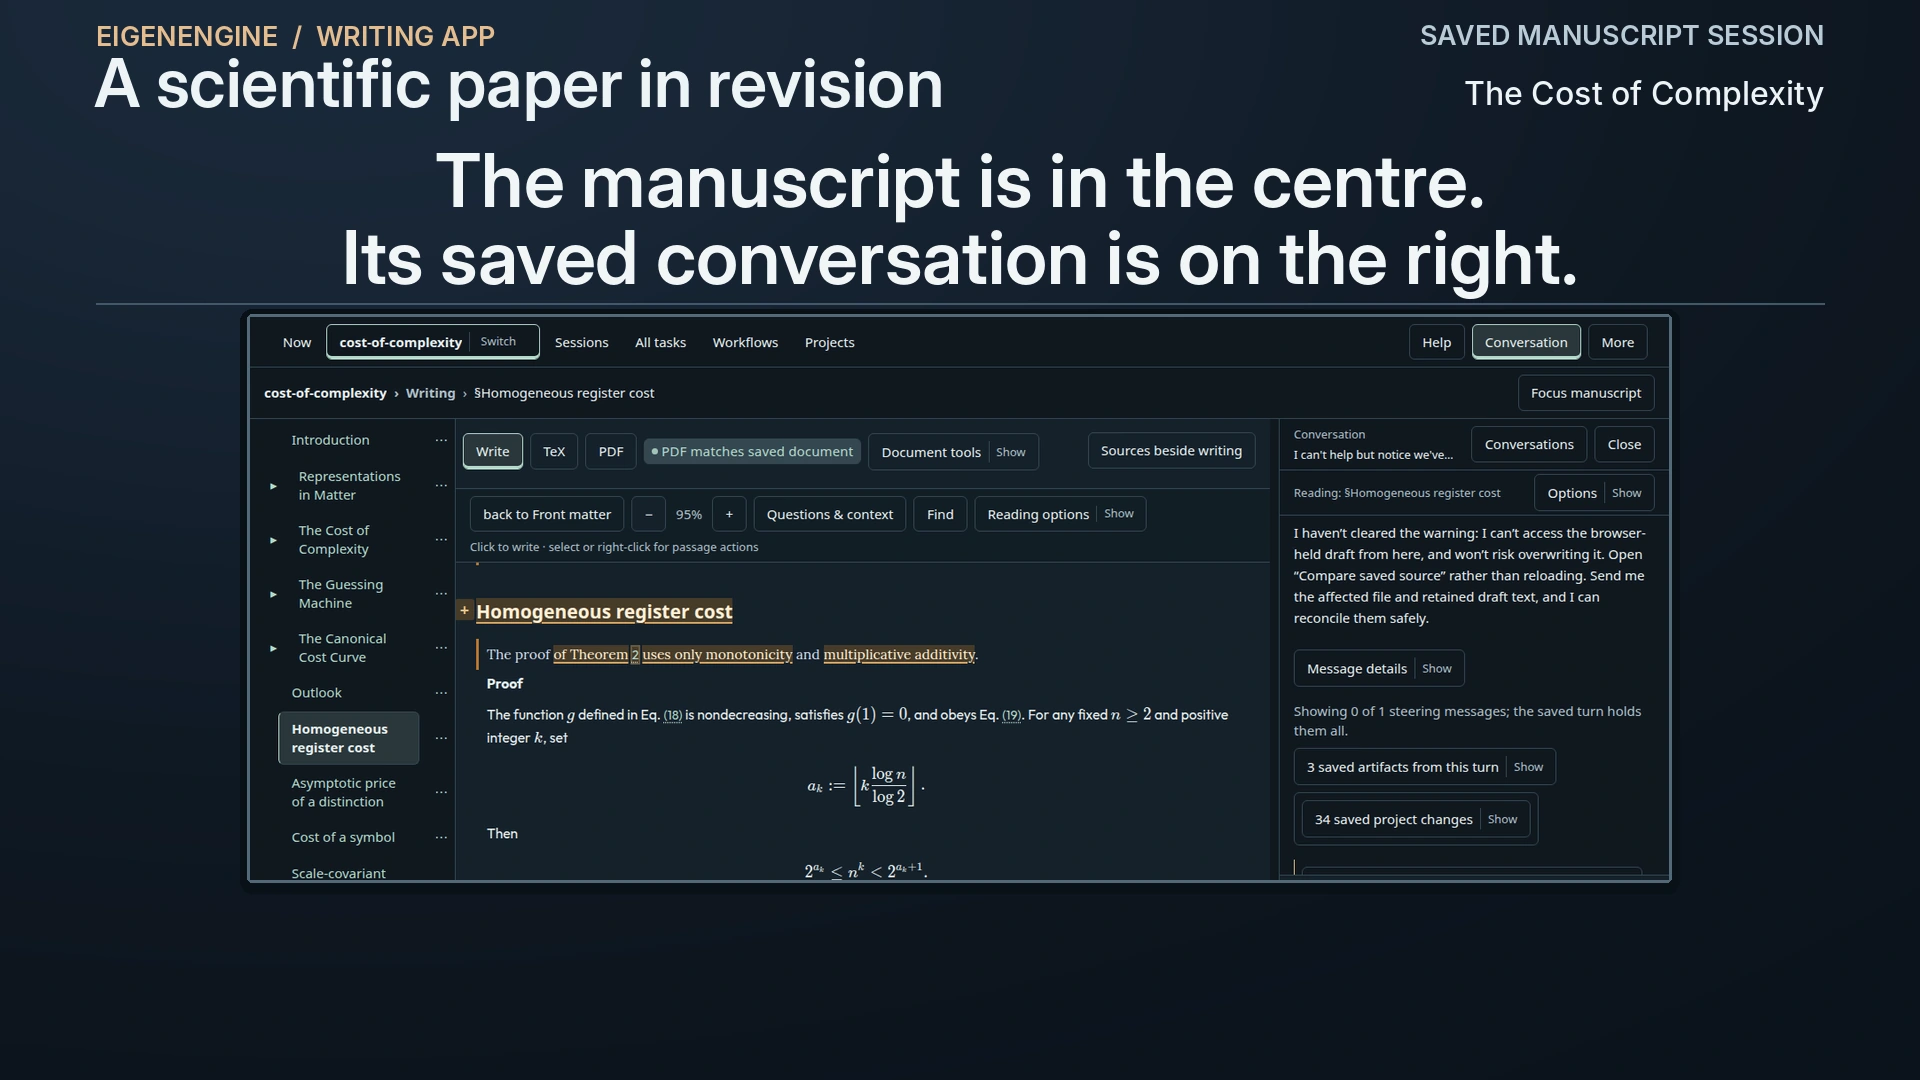 EIGENENGINE / WRITING APP
SAVED MANUSCRIPT SESSION
A scientific paper in revision
The Cost of Complexity
The manuscript is in the centre.
Its saved conversation is on the right.
Now
cost-of-complexity Switch
Sessions
All tasks
Workflows
Projects
Help
Conversation
More
cost-of-complexity › Writing › §Homogeneous register cost
Focus manuscript
Introduction ...
▸ Representations
in Matter ...
▸ The Cost of
Complexity ...
▸ The Guessing
Machine ...
▸ The Canonical
Cost Curve ...
Outlook ...
Homogeneous
register cost ...
Asymptotic price
of a distinction ...
Cost of a symbol ...
Scale-covariant
Write
TeX
PDF
● PDF matches saved document
Document tools Show
Sources beside writing
back to Front matter
−
95%
+
Questions & context
Find
Reading options Show
Click to write · select or right-click for passage actions
+ Homogeneous register cost
The proof of Theorem 2 uses only monotonicity and multiplicative additivity.
Proof
The function g defined in Eq. (18) is nondecreasing, satisfies g(1) = 0, and obeys Eq. (19). For any fixed n ≥ 2 and positive
integer k, set
a_k := ⌊k log n / log 2⌋.
Then
2^{a_k} ≤ n^k < 2^{a_k+1}.
Conversation
I can't help but notice we've...
Conversations
Close
Reading: §Homogeneous register cost
Options Show
I haven’t cleared the warning: I can’t access the browser-
held draft from here, and won’t risk overwriting it. Open
“Compare saved source” rather than reloading. Send me
the affected file and retained draft text, and I can
reconcile them safely.
Message details Show
Showing 0 of 1 steering messages; the saved turn holds
them all.
3 saved artifacts from this turn Show
34 saved project changes Show